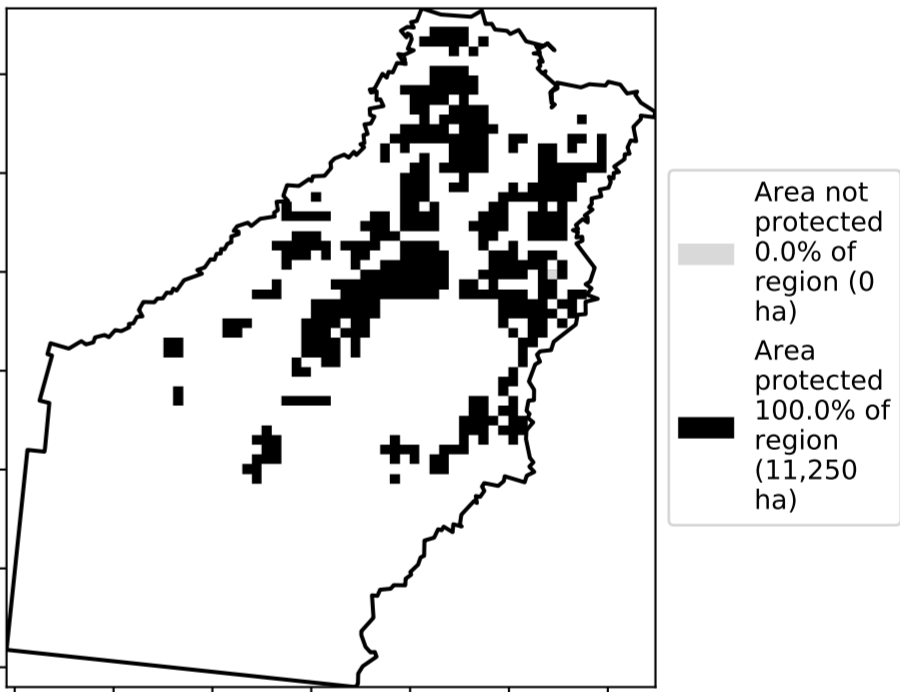 Area not
protected
0.0% of
region (0
ha)
Area
protected
100.0% of
region
(11,250
ha)